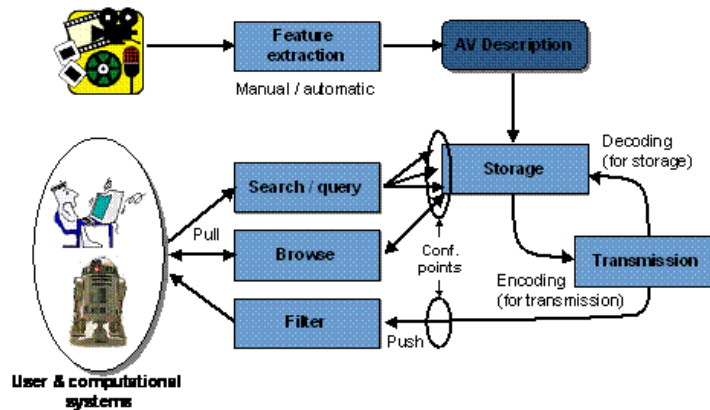 Feature
extraction
AV Description
Manual / automatic
Decoding
(for storage)
Storage
Search / query
Pull
Conf.
points
Browse
Transmission
Encoding
(for transmission)
Filter
Push
User & computational
systems